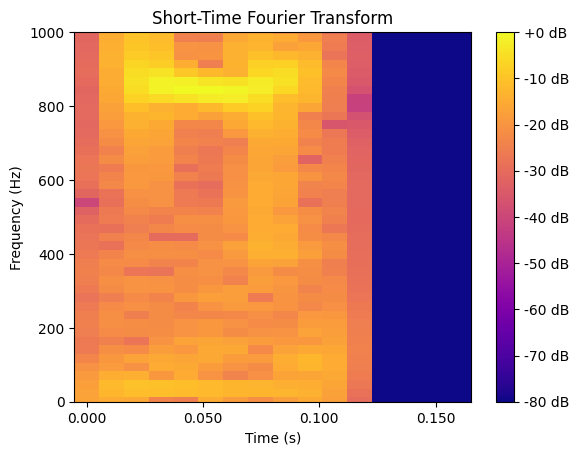 Short-Time Fourier Transform
Frequency (Hz)
1000
800
600
400
200
0
0.000
0.050
0.100
0.150
Time (s)
+0 dB
-10 dB
-20 dB
-30 dB
-40 dB
-50 dB
-60 dB
-70 dB
-80 dB